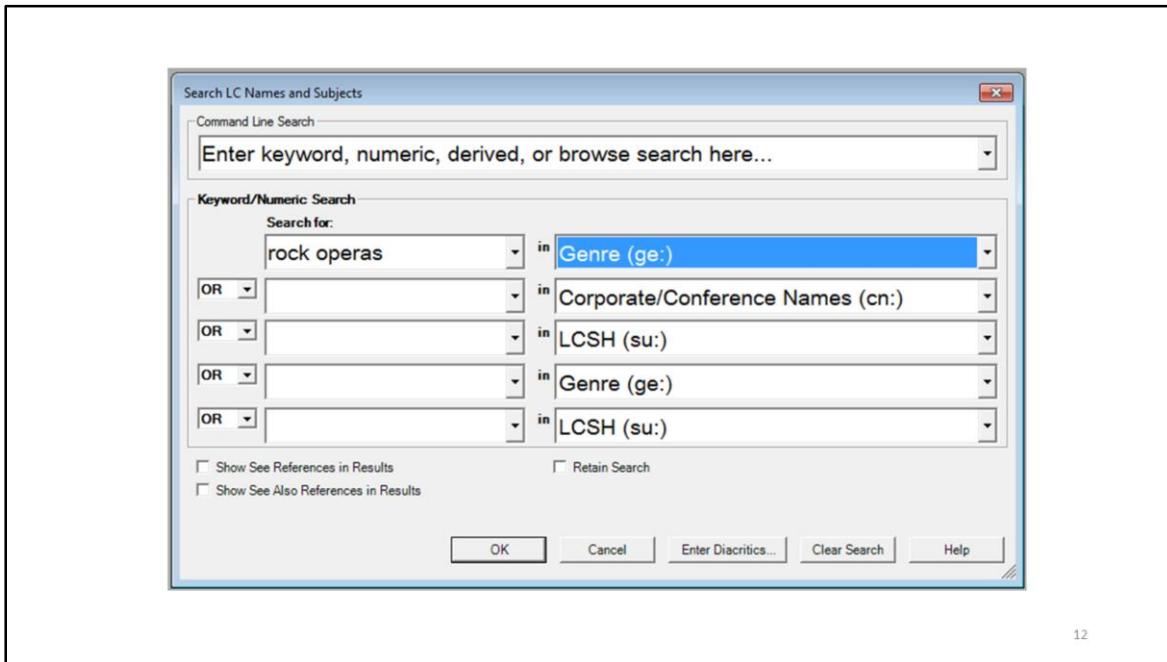 Search LC Names and Subjects
Command Line Search
Enter keyword, numeric, derived, or browse search here...
Keyword/Numeric Search
Search for:
rock operas in Genre (ge:)
OR in Corporate/Conference Names (cn:)
OR in LCSH (su:)
OR in Genre (ge:)
OR in LCSH (su:)
Show See References in Results Retain Search
Show See Also References in Results
OK Cancel Enter Diacritics... Clear Search Help
12